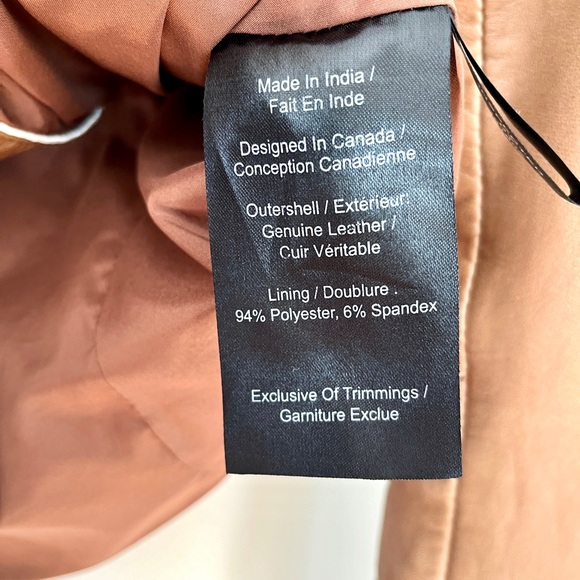 Made In India /
Fait En Inde
Designed In Canada /
Conception Canadienne
Outershell / Extérieur:
Genuine Leather /
Cuir Véritable
Lining / Doublure :
94% Polyester, 6% Spandex
Exclusive Of Trimmings /
Garniture Exclue